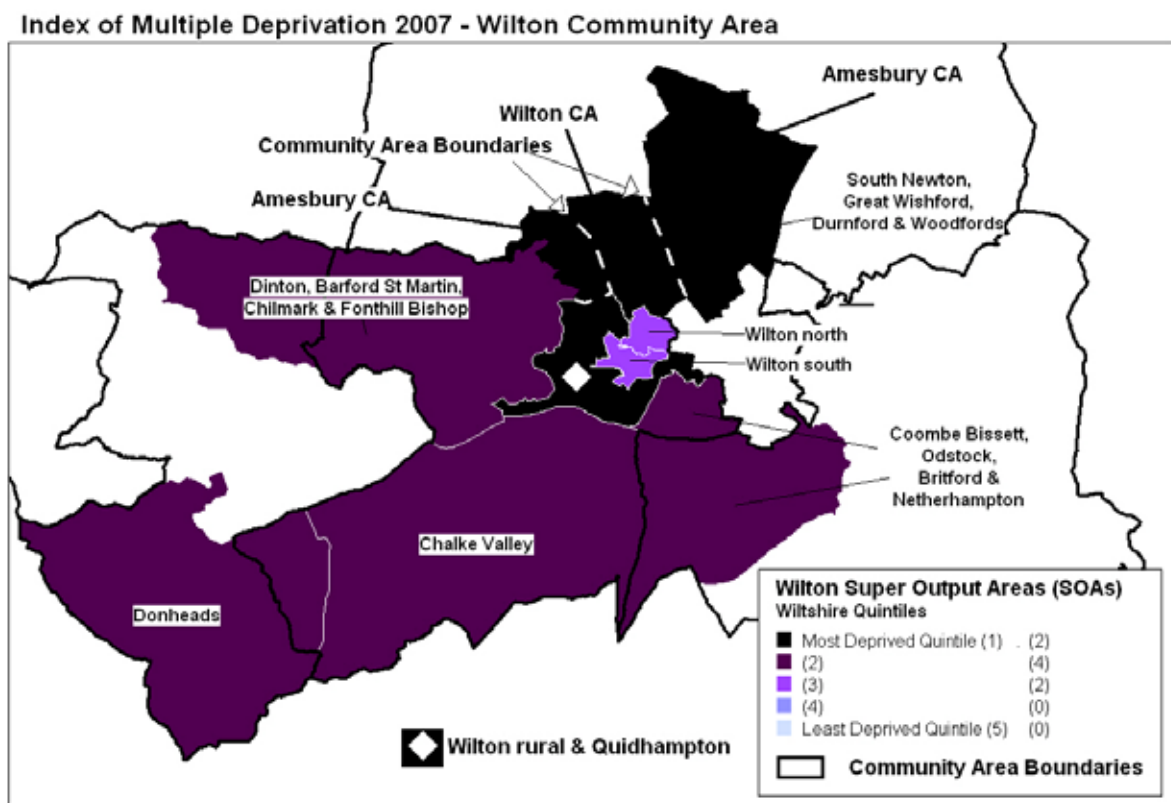 Index of Multiple Deprivation 2007 - Wilton Community Area
Amesbury CA
Wilton CA
Community Area Boundaries
Amesbury CA
South Newton,
Great Wishford,
Durnford & Woodfords
Dinton, Barford St Martin,
Chilmark & Fonthill Bishop
Wilton north
Wilton south
Coombe Bissett,
Odstock,
Britford &
Netherhampton
Chalke Valley
Donheads
Wilton rural & Quidhampton
Wilton Super Output Areas (SOAs)
Wiltshire Quintiles
Most Deprived Quintile (1) . (2)
(2) (4)
(3) (2)
(4) (0)
Least Deprived Quintile (5) (0)
Community Area Boundaries